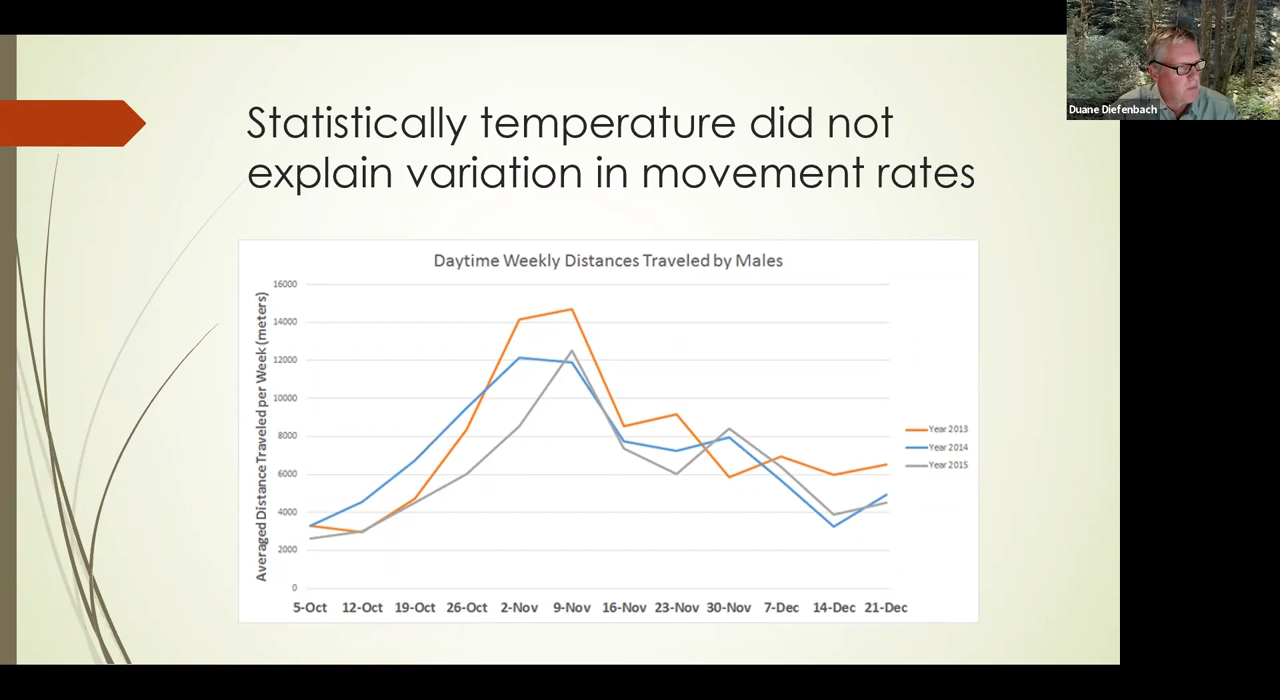 Duane Diefenbach
Statistically temperature did not
explain variation in movement rates
Daytime Weekly Distances Traveled by Males
Averaged Distance Traveled per Week (meters)
16000
14000
12000
10000
8000
6000
4000
2000
0
5-Oct 12-Oct 19-Oct 26-Oct 2-Nov 9-Nov 16-Nov 23-Nov 30-Nov 7-Dec 14-Dec 21-Dec
Year 2013
Year 2014
Year 2015